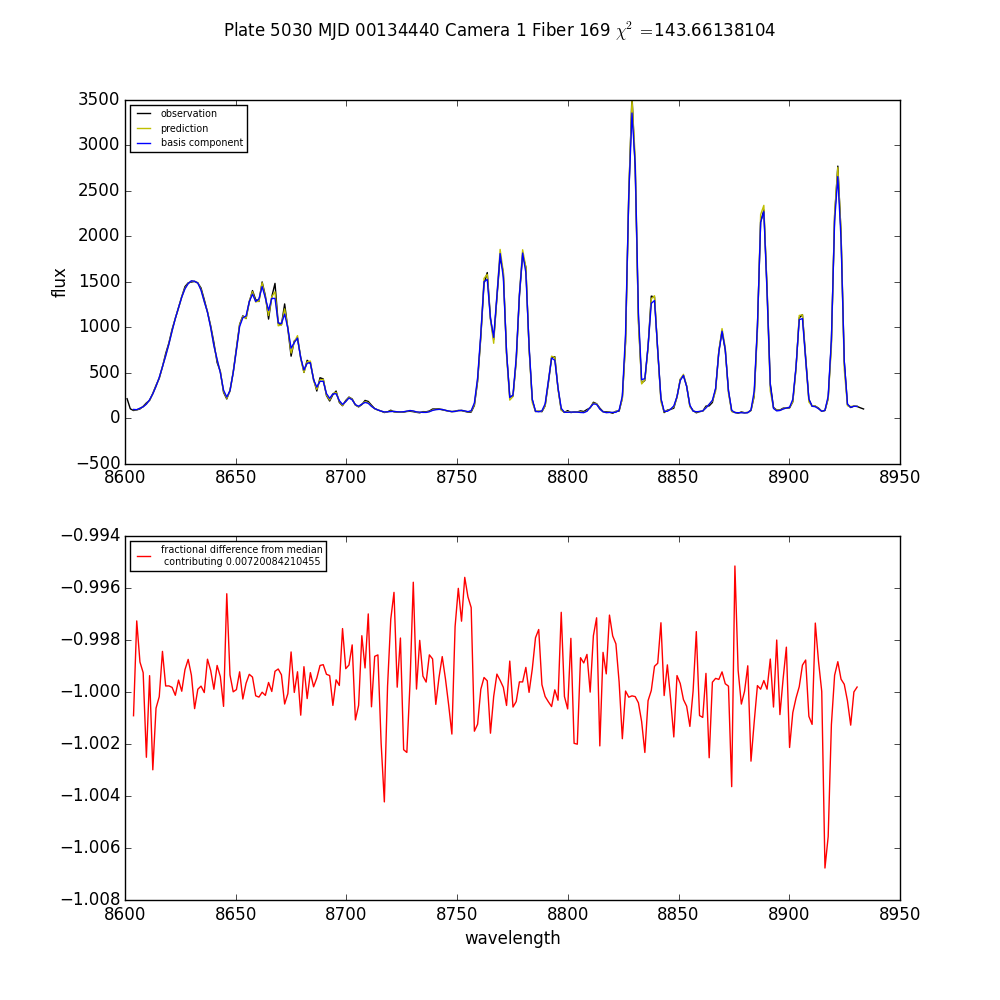 Plate 5030 MJD 00134440 Camera 1 Fiber 169 χ² =143.66138104
3500
3000
2500
2000
1500
1000
500
0
−500
flux
observation
prediction
basis component
8600 8650 8700 8750 8800 8850 8900 8950
−0.994
−0.996
−0.998
−1.000
−1.002
−1.004
−1.006
−1.008
fractional difference from median
contributing 0.00720084210455
8600 8650 8700 8750 8800 8850 8900 8950
wavelength